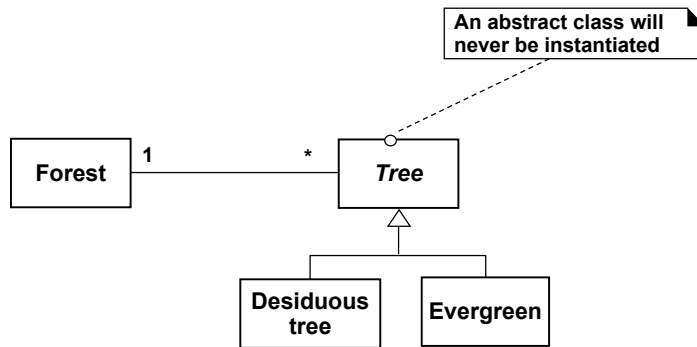 An abstract class will
never be instantiated
Forest
1
*
Tree
Desiduous
tree
Evergreen